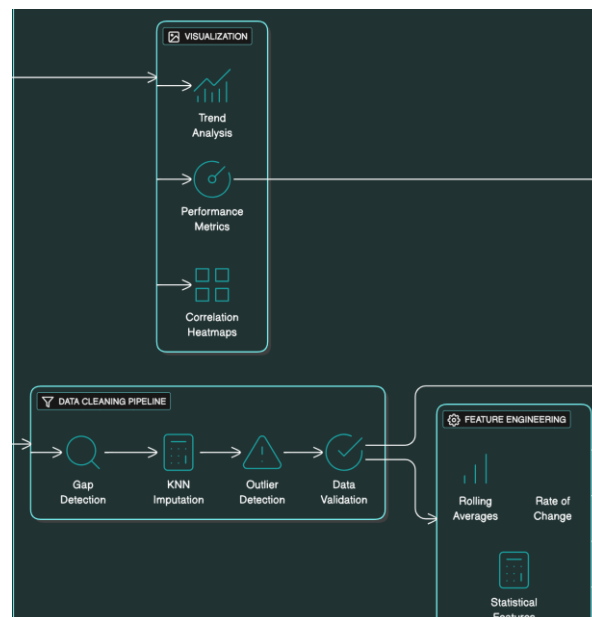 VISUALIZATION
Trend
Analysis
Performance
Metrics
Correlation
Heatmaps
DATA CLEANING PIPELINE
Gap
Detection
KNN
Imputation
Outlier
Detection
Data
Validation
FEATURE ENGINEERING
Rolling
Averages
Rate of
Change
Statistical
Features